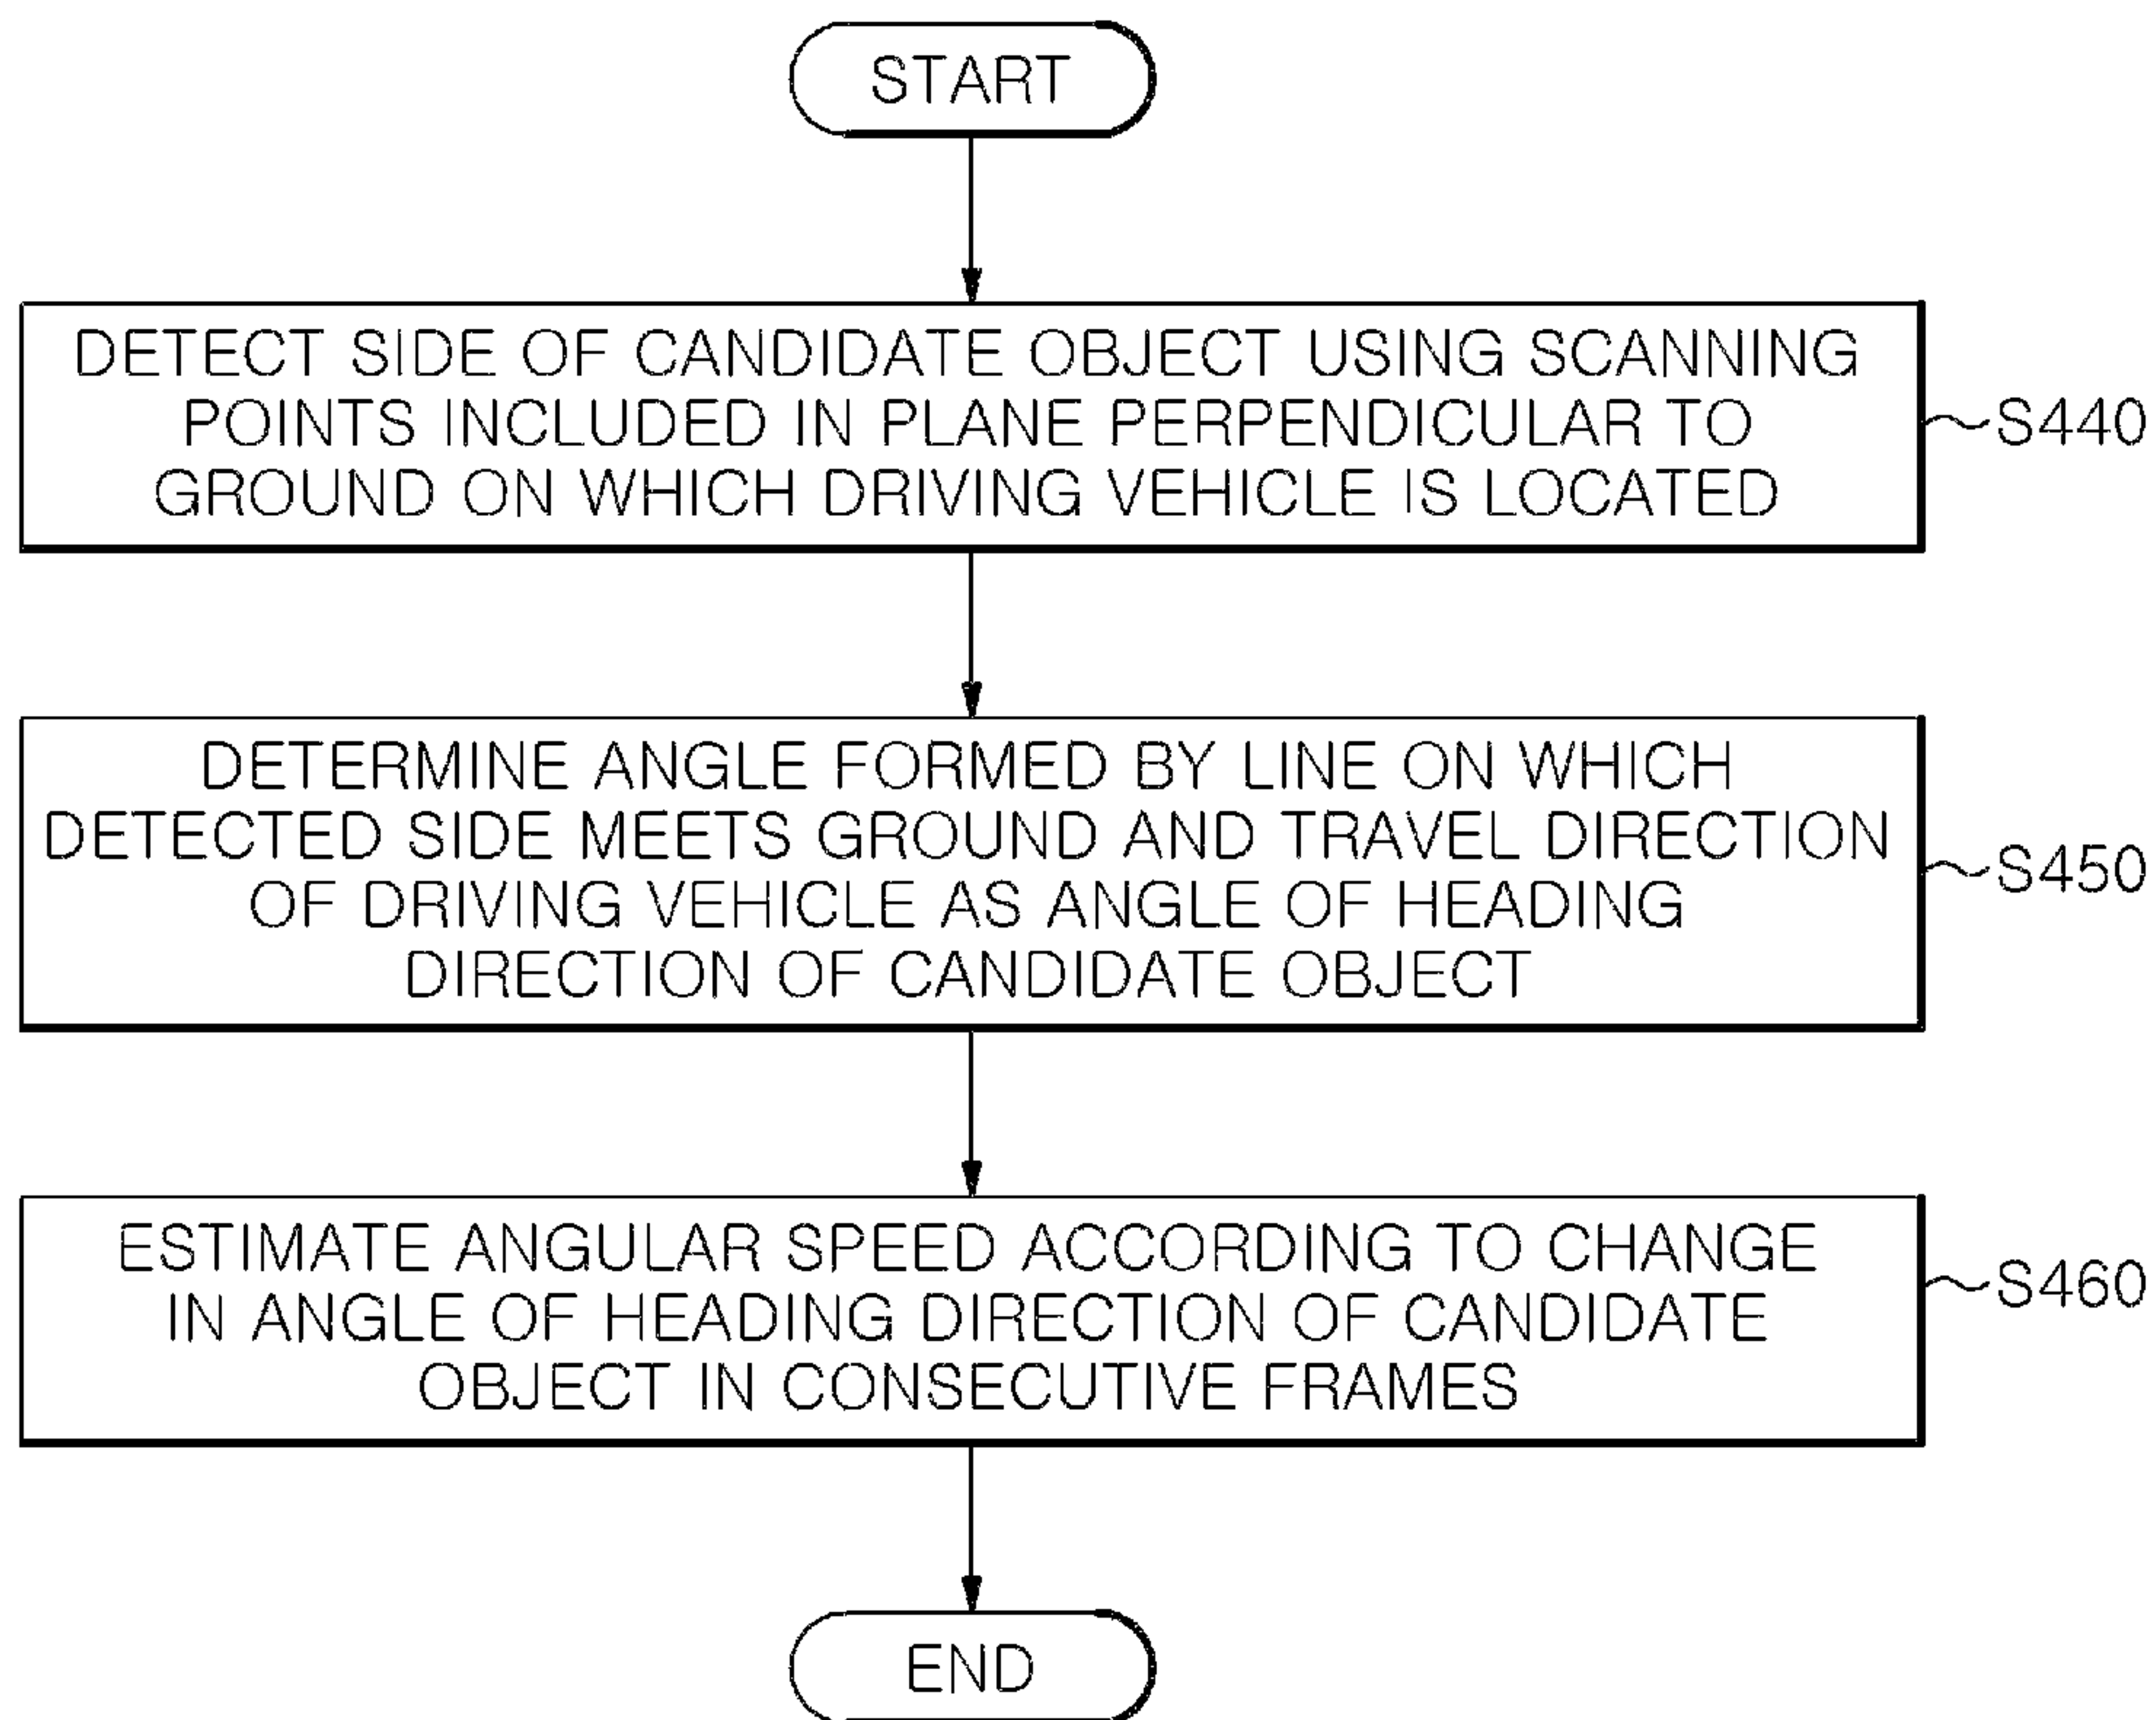 START
DETECT SIDE OF CANDIDATE OBJECT USING SCANNING
POINTS INCLUDED IN PLANE PERPENDICULAR TO
GROUND ON WHICH DRIVING VEHICLE IS LOCATED
S440
DETERMINE ANGLE FORMED BY LINE ON WHICH
DETECTED SIDE MEETS GROUND AND TRAVEL DIRECTION
OF DRIVING VEHICLE AS ANGLE OF HEADING
DIRECTION OF CANDIDATE OBJECT
S450
ESTIMATE ANGULAR SPEED ACCORDING TO CHANGE
IN ANGLE OF HEADING DIRECTION OF CANDIDATE
OBJECT IN CONSECUTIVE FRAMES
S460
END